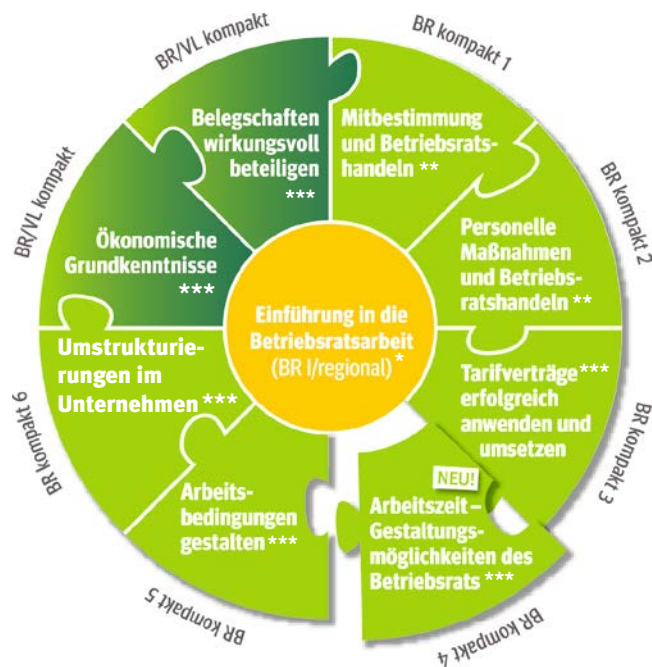 BR/VL kompakt
BR kompakt 1
Belegschaften
wirkungsvoll
beteiligen
***
Mitbestimmung
und Betriebsrats-
handeln **
BR kompakt 2
Personelle
Maßnahmen
und Betriebs-
ratshandeln **
BR kompakt 3
Tarifverträge ***
erfolgreich
anwenden und
umsetzen
BR kompakt 4
NEU!
Arbeitszeit –
Gestaltungs-
möglichkeiten des
Betriebsrats ***
BR kompakt 5
Arbeits-
bedingungen
gestalten ***
BR kompakt 6
Umstrukturie-
rungen im
Unternehmen ***
BR/VL kompakt
Ökonomische
Grundkenntnisse
***
Einführung in die
Betriebsratsarbeit
(BR I/regional) *